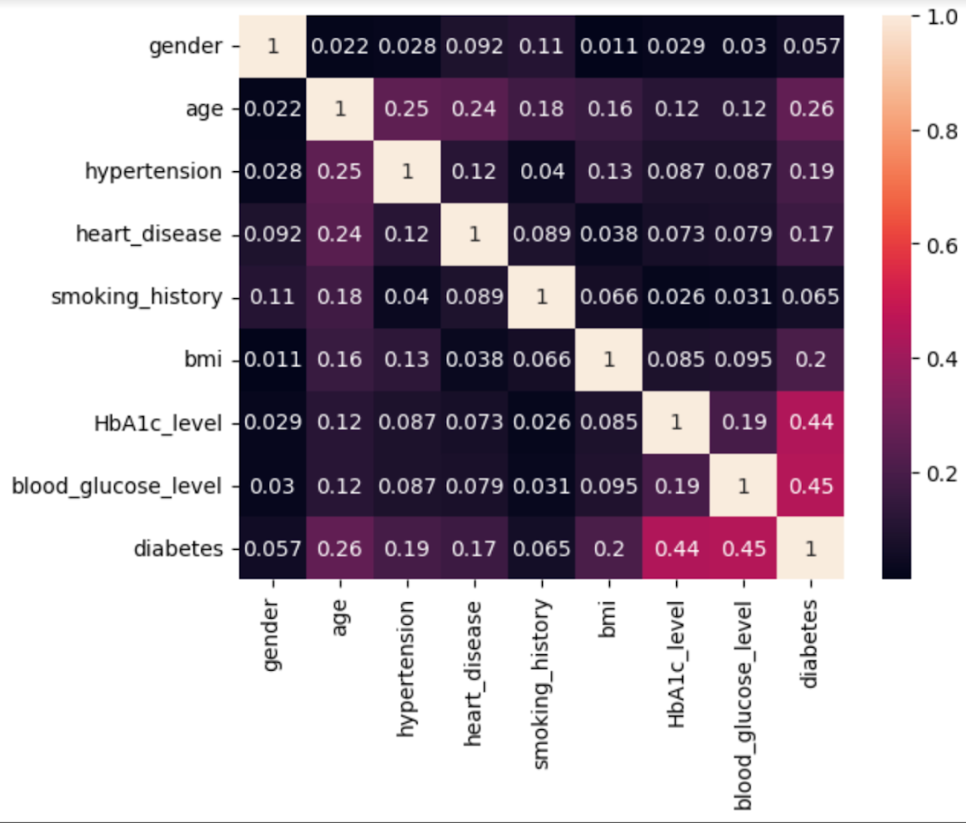 gender 1 0.022 0.028 0.092 0.11 0.011 0.029 0.03 0.057
age 0.022 1 0.25 0.24 0.18 0.16 0.12 0.12 0.26
hypertension 0.028 0.25 1 0.12 0.04 0.13 0.087 0.087 0.19
heart_disease 0.092 0.24 0.12 1 0.089 0.038 0.073 0.079 0.17
smoking_history 0.11 0.18 0.04 0.089 1 0.066 0.026 0.031 0.065
bmi 0.011 0.16 0.13 0.038 0.066 1 0.085 0.095 0.2
HbA1c_level 0.029 0.12 0.087 0.073 0.026 0.085 1 0.19 0.44
blood_glucose_level 0.03 0.12 0.087 0.079 0.031 0.095 0.19 1 0.45
diabetes 0.057 0.26 0.19 0.17 0.065 0.2 0.44 0.45 1
gender
age
hypertension
heart_disease
smoking_history
bmi
HbA1c_level
blood_glucose_level
diabetes
1.0
0.8
0.6
0.4
0.2